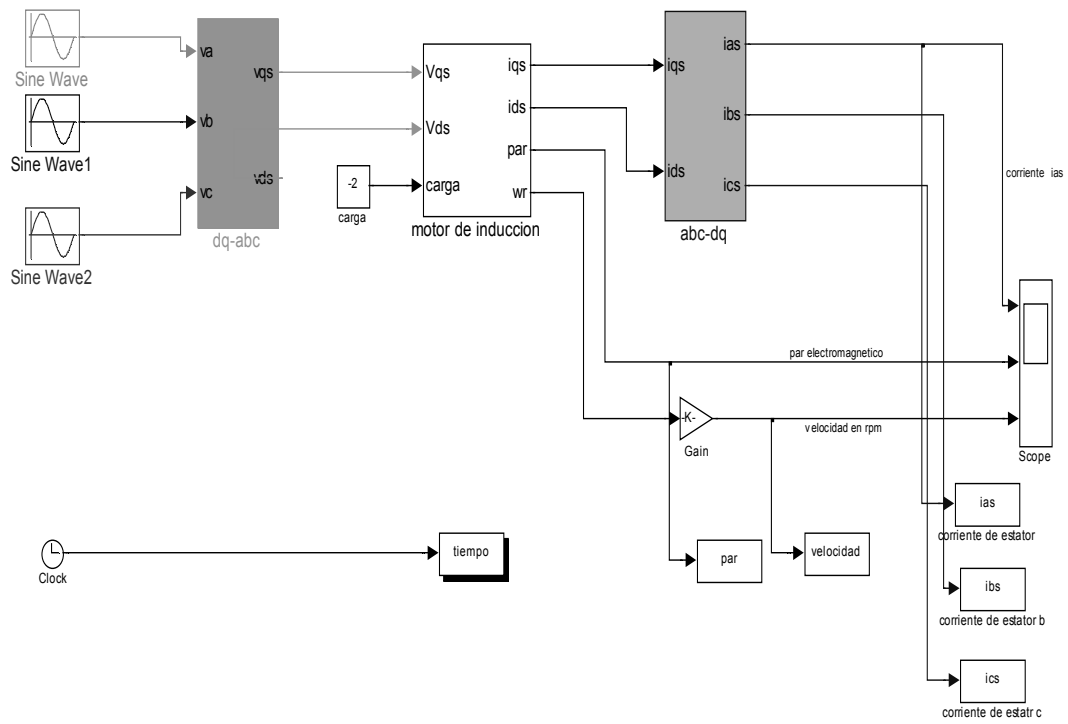 Sine Wave
Sine Wave1
Sine Wave2
va
vb
vc
vqs
vds
dq-abc
-2
carga
Vqs
Vds
carga
iqs
ids
par
wr
motor de induccion
iqs
ids
ias
ibs
ics
abc-dq
corriente ias
par electromagnetico
-K-
Gain
velocidad en rpm
Scope
ias
corriente de estator
ibs
corriente de estator b
ics
corriente de estatr c
Clock
tiempo
par
velocidad